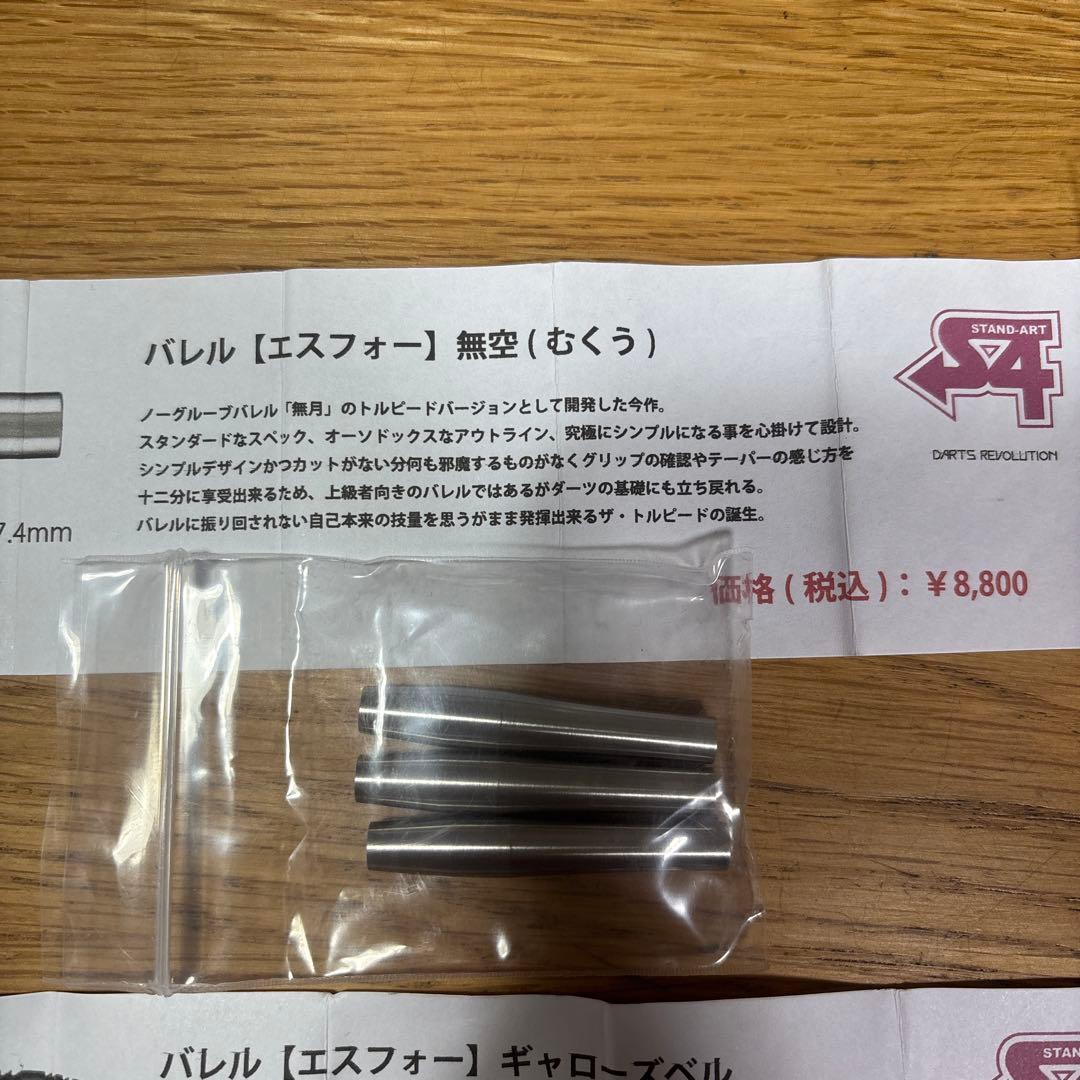 バレル【エスフォー】無空(むくう)
STAND-ART
S4
DARTS REVOLUTION
ノーグルーブバレル「無月」のトルピードバージョンとして開発した今作。
スタンダードなスペック、オーソドックスなアウトライン、究極にシンプルになる事を心掛けて設計。
シンプルデザインかつカットがない分何も邪魔するものがなくグリップの確認やテーパーの感じ方を
十二分に享受出来るため、上級者向きのバレルではあるがダーツの基礎にも立ち戻れる。
バレルに振り回されない自己本来の技量を思うがまま発揮出来るザ・トルピードの誕生。
7.4mm
価格(税込):¥8,800
バレル【エスフォー】ギャローズベル
STAN